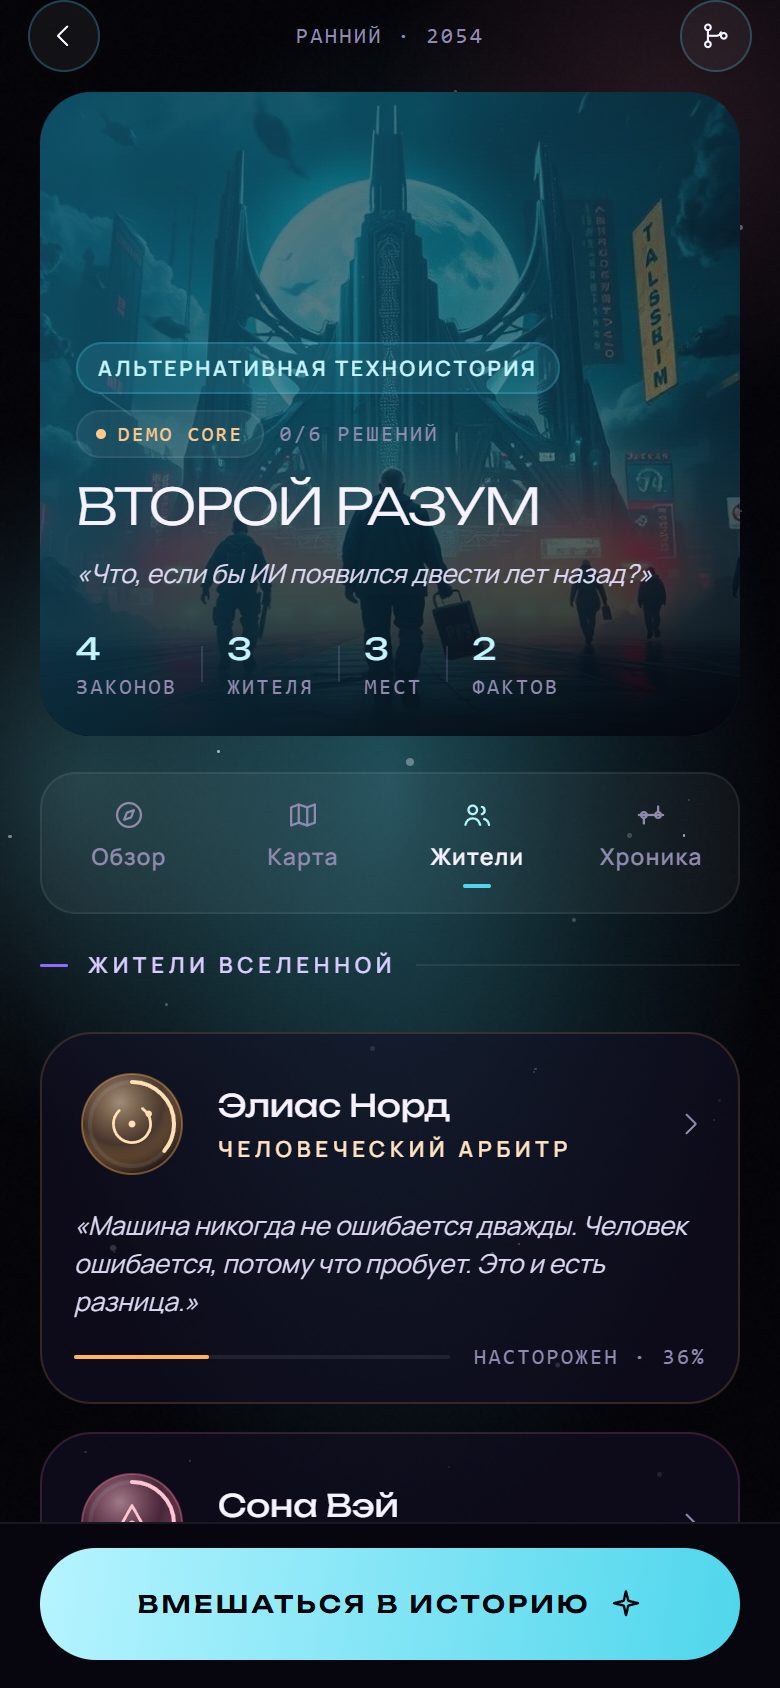 РАННИЙ · 2054
TALSSHIM
АЛЬТЕРНАТИВНАЯ ТЕХНОИСТОРИЯ
DEMO CORE
0/6 РЕШЕНИЙ
ВТОРОЙ РАЗУМ
«Что, если бы ИИ появился двести лет назад?»
4
ЗАКОНОВ
3
ЖИТЕЛЯ
3
МЕСТ
2
ФАКТОВ
Обзор
Карта
Жители
Хроника
ЖИТЕЛИ ВСЕЛЕННОЙ
Элиас Норд
ЧЕЛОВЕЧЕСКИЙ АРБИТР
«Машина никогда не ошибается дважды. Человек
ошибается, потому что пробует. Это и есть
разница.»
НАСТОРОЖЕН · 36%
Сона Вэй
ВМЕШАТЬСЯ В ИСТОРИЮ